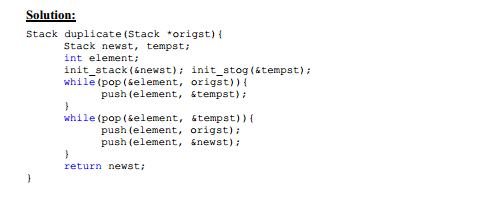 Solution:
Stack duplicate(Stack *origst){
Stack newst, tempst;
int element;
init_stack(&newst); init_stog(&tempst);
while(pop(&element, origst)){
push(element, &tempst);
}
while(pop(&element, &tempst)){
push(element, origst);
push(element, &newst);
}
return newst;
}